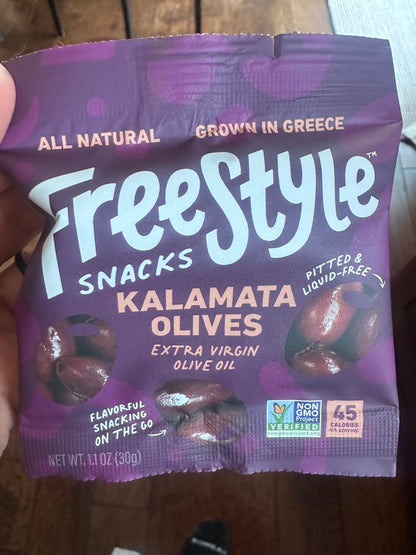 ALL NATURAL GROWN IN GREECE
FreeStyle™
SNACKS
KALAMATA
OLIVES
EXTRA VIRGIN
OLIVE OIL
PITTED &
LIQUID-FREE
FLAVORFUL
SNACKING
ON THE GO
NON
GMO
Project
VERIFIED
nongmoproject.org
45
CALORIES
PER SERVING
NET WT. 1.1 OZ (30g)